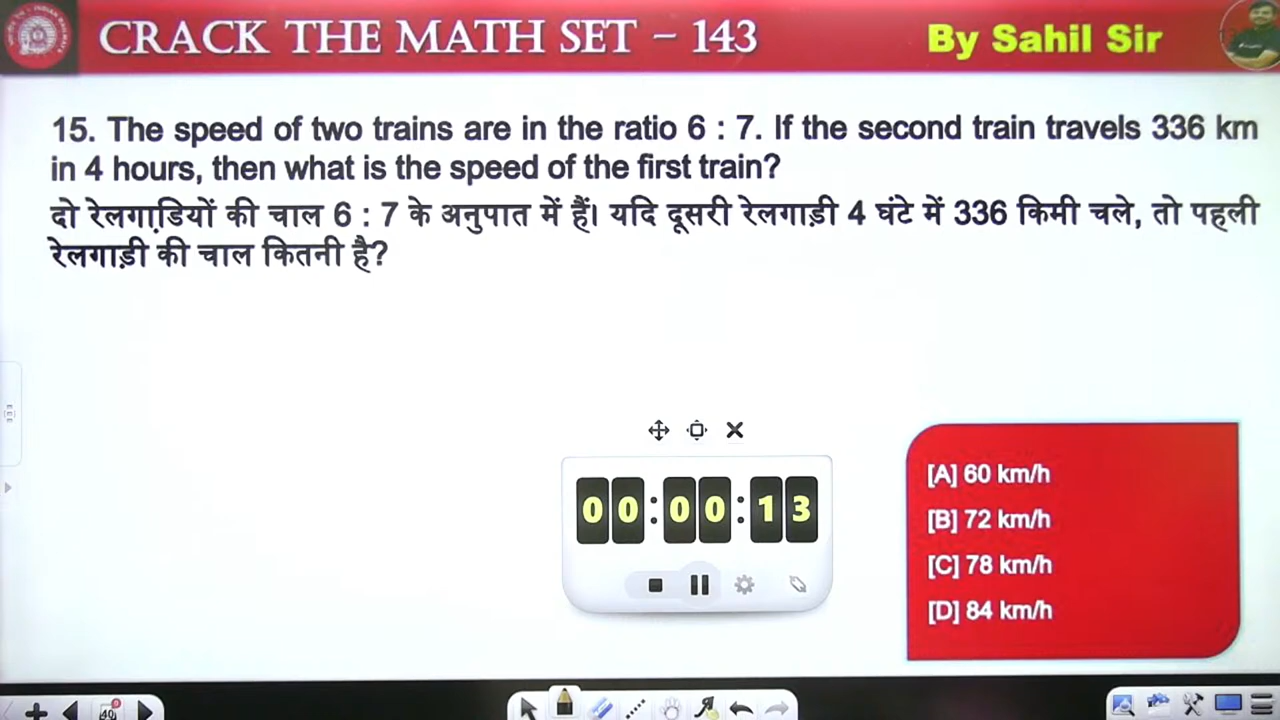 CRACK THE MATH SET – 143
By Sahil Sir
15. The speed of two trains are in the ratio 6 : 7. If the second train travels 336 km
in 4 hours, then what is the speed of the first train?
दो रेलगाड़ियों की चाल 6 : 7 के अनुपात में हैं। यदि दूसरी रेलगाड़ी 4 घंटे में 336 किमी चले, तो पहली
रेलगाड़ी की चाल कितनी है?
00:00:13
[A] 60 km/h
[B] 72 km/h
[C] 78 km/h
[D] 84 km/h